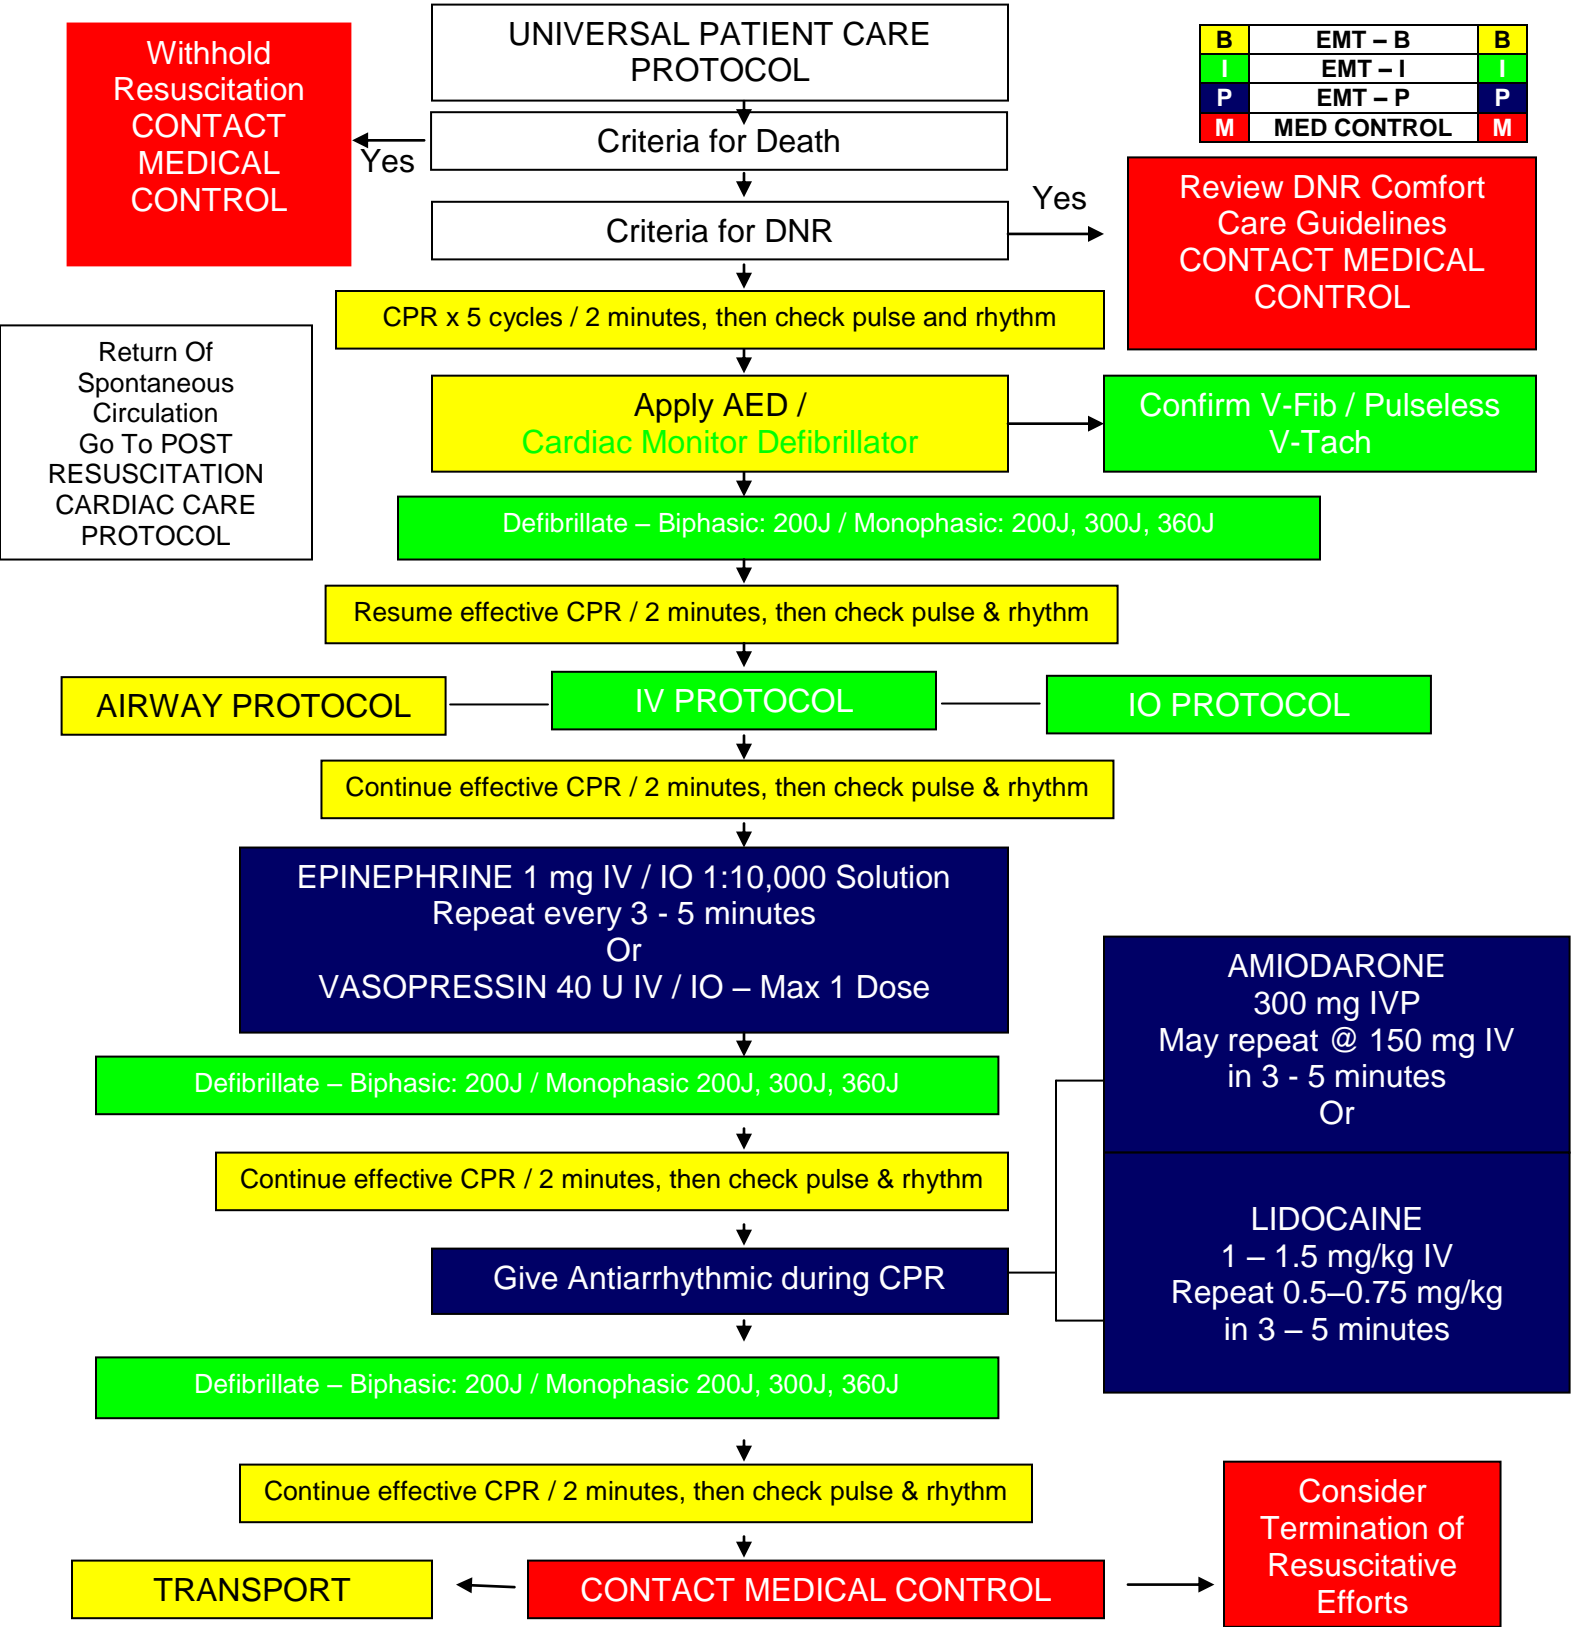 UNIVERSAL PATIENT CARE
PROTOCOL
B EMT – B B
I EMT – I I
P EMT – P P
M MED CONTROL M
Withhold
Resuscitation
CONTACT
MEDICAL
CONTROL
Yes
Criteria for Death
Criteria for DNR
Yes
Review DNR Comfort
Care Guidelines
CONTACT MEDICAL
CONTROL
CPR x 5 cycles / 2 minutes, then check pulse and rhythm
Return Of
Spontaneous
Circulation
Go To POST
RESUSCITATION
CARDIAC CARE
PROTOCOL
Apply AED /
Cardiac Monitor Defibrillator
Confirm V-Fib / Pulseless
V-Tach
Defibrillate – Biphasic: 200J / Monophasic: 200J, 300J, 360J
Resume effective CPR / 2 minutes, then check pulse & rhythm
AIRWAY PROTOCOL
IV PROTOCOL
IO PROTOCOL
Continue effective CPR / 2 minutes, then check pulse & rhythm
EPINEPHRINE 1 mg IV / IO 1:10,000 Solution
Repeat every 3 - 5 minutes
Or
VASOPRESSIN 40 U IV / IO – Max 1 Dose
Defibrillate – Biphasic: 200J / Monophasic 200J, 300J, 360J
Continue effective CPR / 2 minutes, then check pulse & rhythm
Give Antiarrhythmic during CPR
AMIODARONE
300 mg IVP
May repeat @ 150 mg IV
in 3 - 5 minutes
Or
LIDOCAINE
1 – 1.5 mg/kg IV
Repeat 0.5–0.75 mg/kg
in 3 – 5 minutes
Defibrillate – Biphasic: 200J / Monophasic 200J, 300J, 360J
Continue effective CPR / 2 minutes, then check pulse & rhythm
TRANSPORT
CONTACT MEDICAL CONTROL
Consider
Termination of
Resuscitative
Efforts